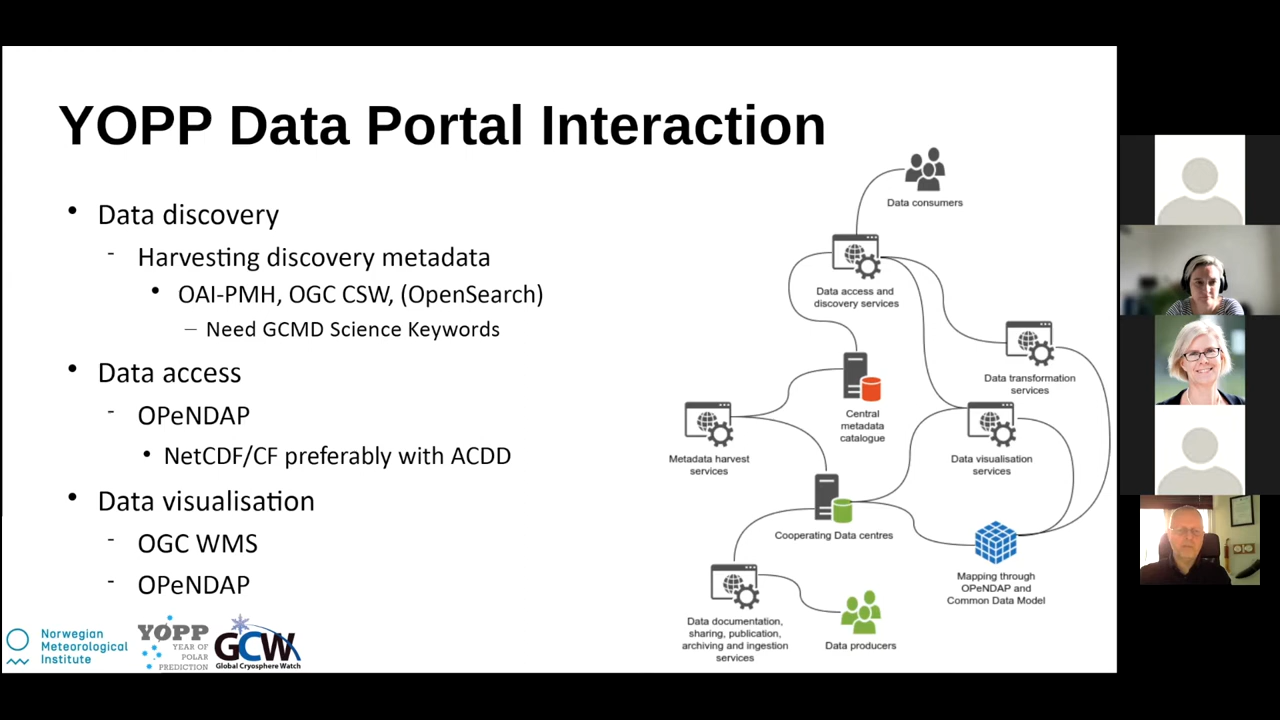 YOPP Data Portal Interaction
• Data discovery
- Harvesting discovery metadata
• OAI-PMH, OGC CSW, (OpenSearch)
– Need GCMD Science Keywords
• Data access
- OPeNDAP
• NetCDF/CF preferably with ACDD
• Data visualisation
- OGC WMS
- OPeNDAP
Data consumers
Data access and
discovery services
Data transformation
services
Central
metadata
catalogue
Metadata harvest
services
Data visualisation
services
Cooperating Data centres
Mapping through
OPeNDAP and
Common Data Model
Data documentation,
sharing, publication,
archiving and ingestion
services
Data producers
Norwegian
Meteorological
Institute
YOPP
YEAR OF
POLAR
PREDICTION
GCW
Global Cryosphere Watch